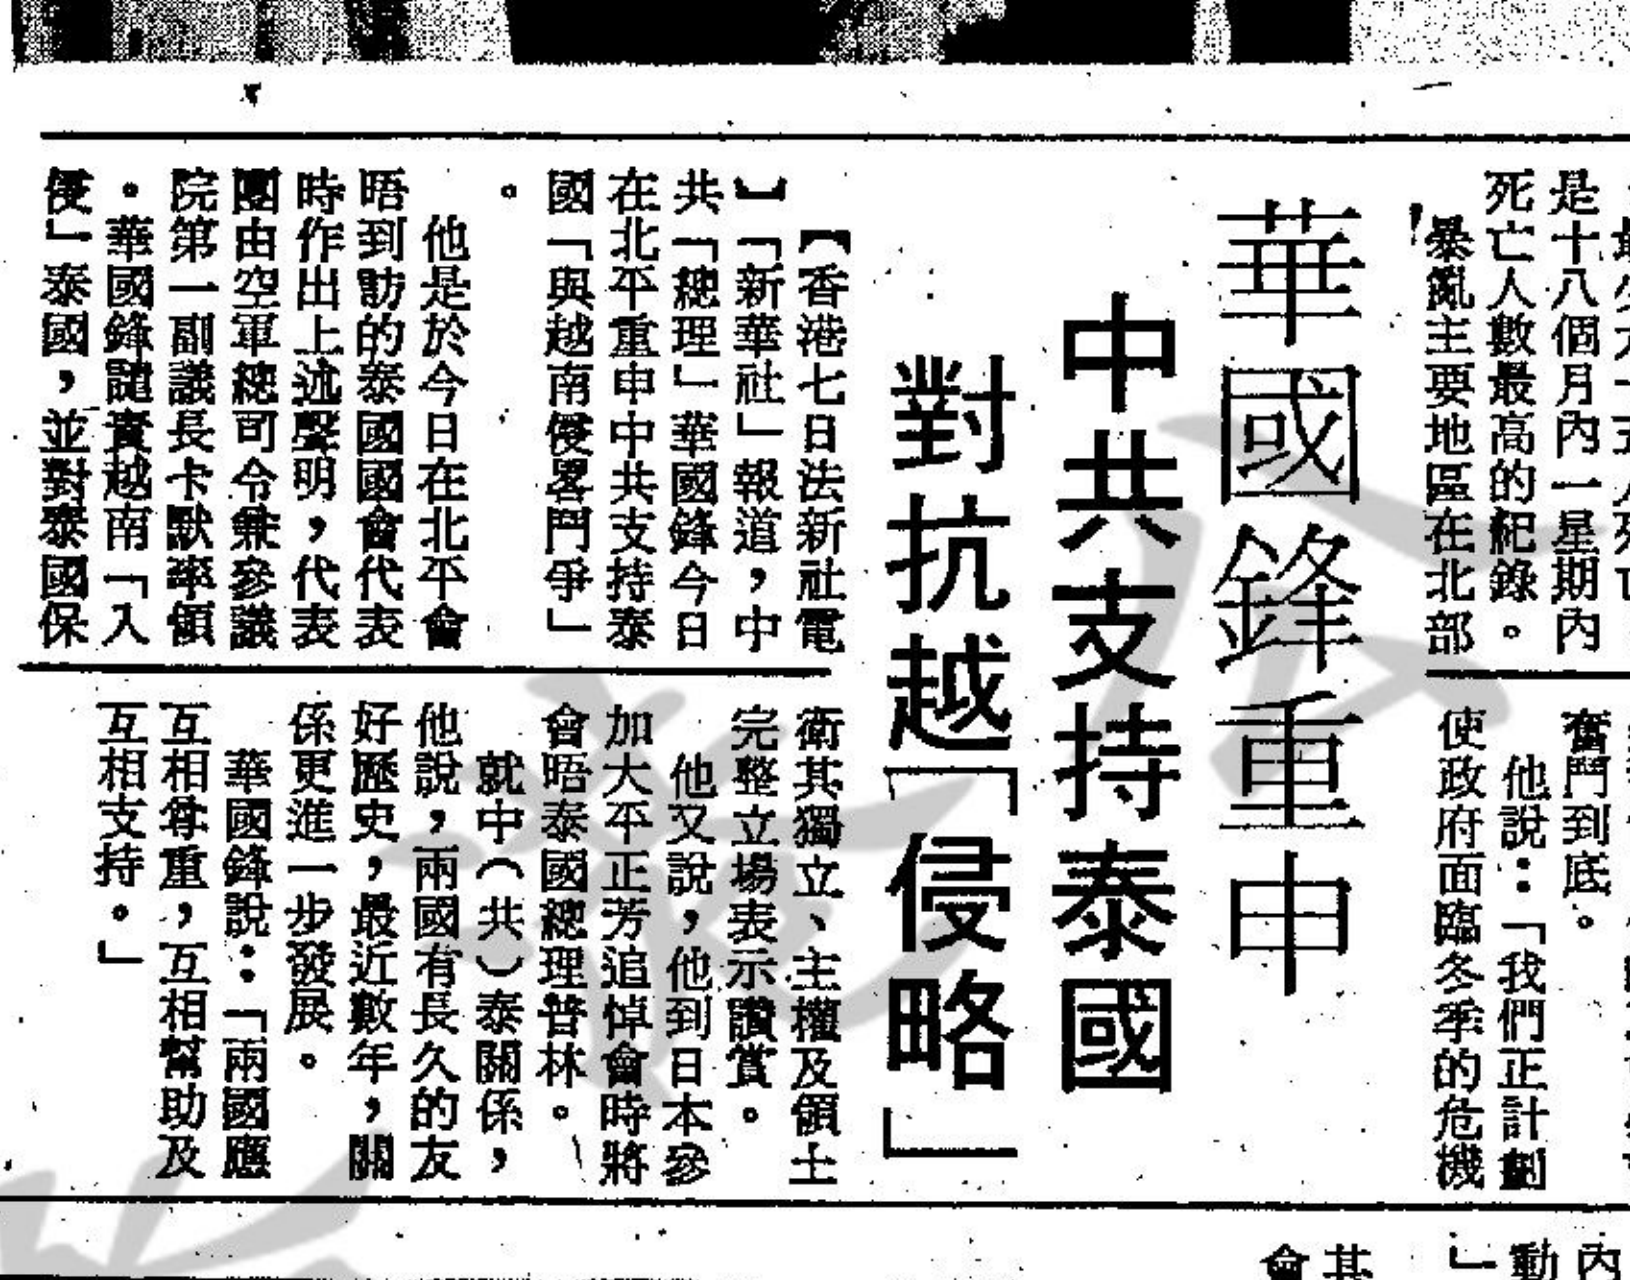 是十八個月內一星期內
死亡人數最高的紀錄。
暴亂主要地區在北部
奮鬥到底。
他說：「我們正計劃
使政府面臨冬季的危機
華國鋒重申
中共支持泰國
對抗越「侵略」
【香港七日法新社電
】「新華社」報道，中
共「總理」華國鋒今日
在北平重申中共支持泰
國「與越南侵畧鬥爭」
。
他是於今日在北平會
晤到訪的泰國國會代表
時作出上述聲明，代表
團由空軍總司令兼參議
院第一副議長卡默率領
。華國鋒譴責越南「入
侵」泰國，並對泰國保
衛其獨立、主權及領土
完整立場表示讚賞。
他又說，他到日本參
加大平正芳追悼會時將
會晤泰國總理普林。
就中（共）泰關係，
他說，兩國有長久的友
好歷史，最近數年，關
係更進一步發展。
華國鋒說：「兩國應
互相尊重，互相幫助及
互相支持。」
內
動
」
其
會